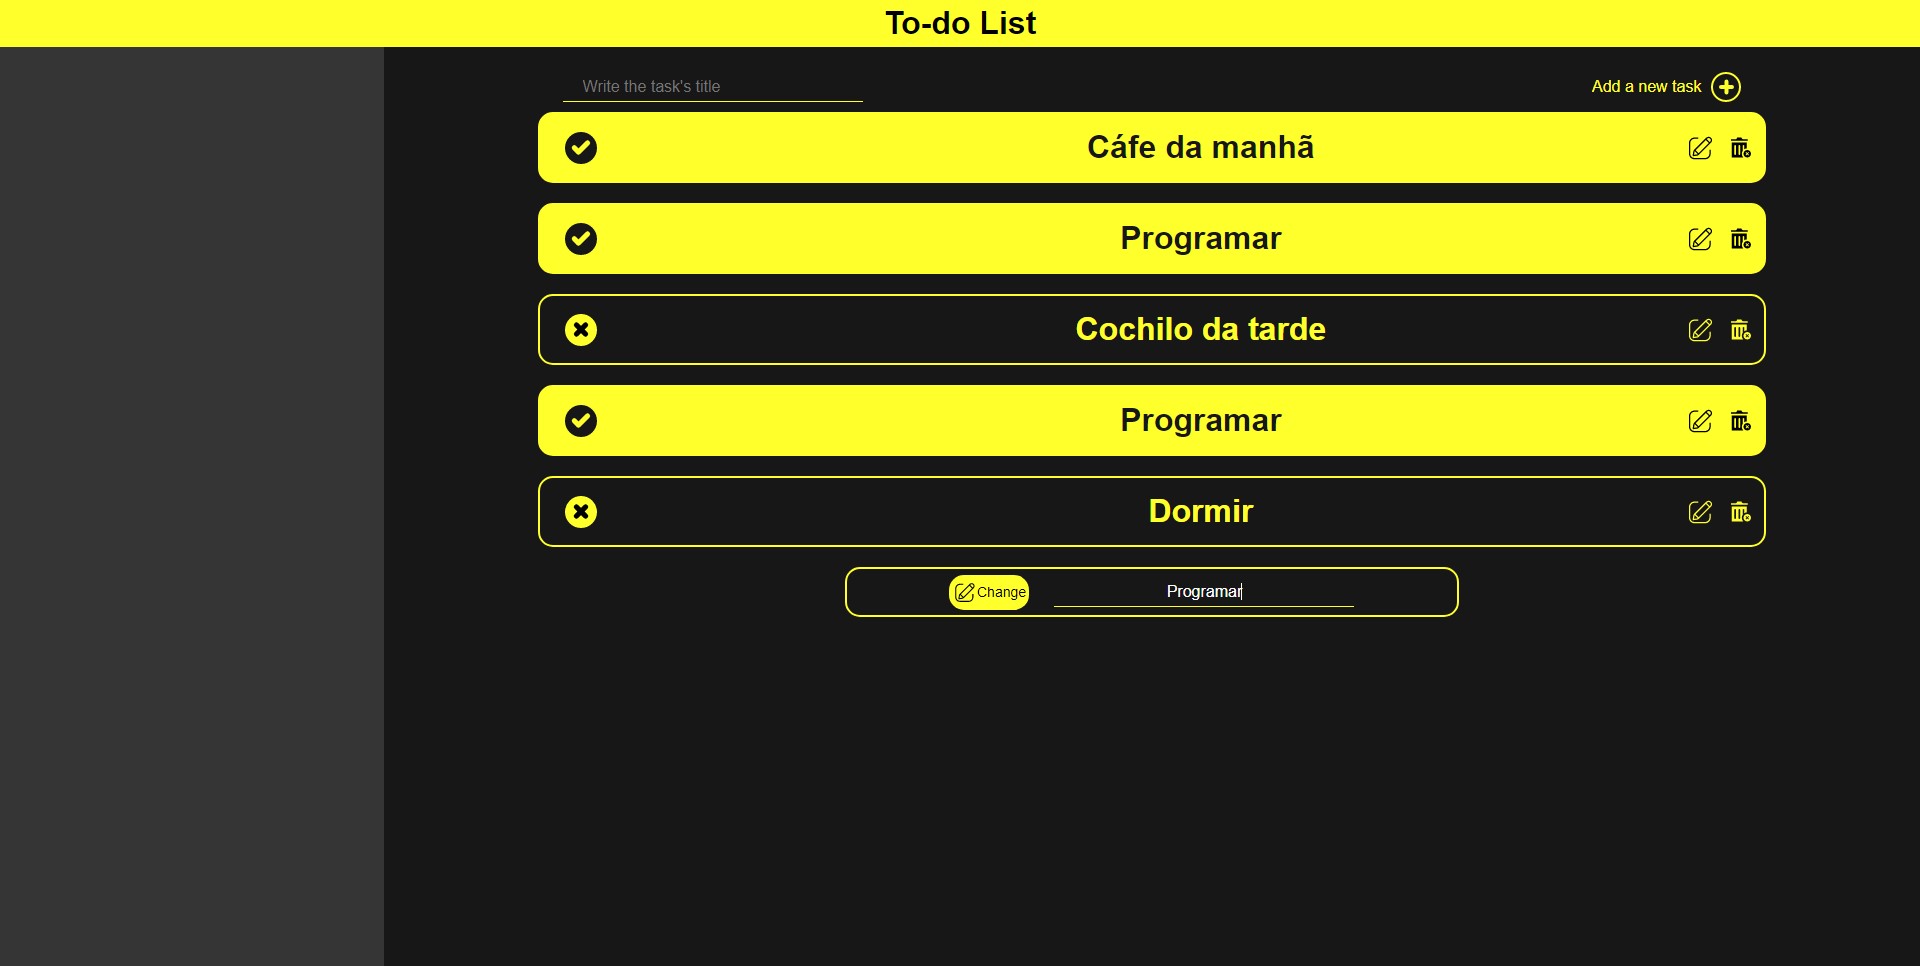 To-do List
Write the task's title
Add a new task
Cáfe da manhã
Programar
Cochilo da tarde
Programar
Dormir
Change
Programar